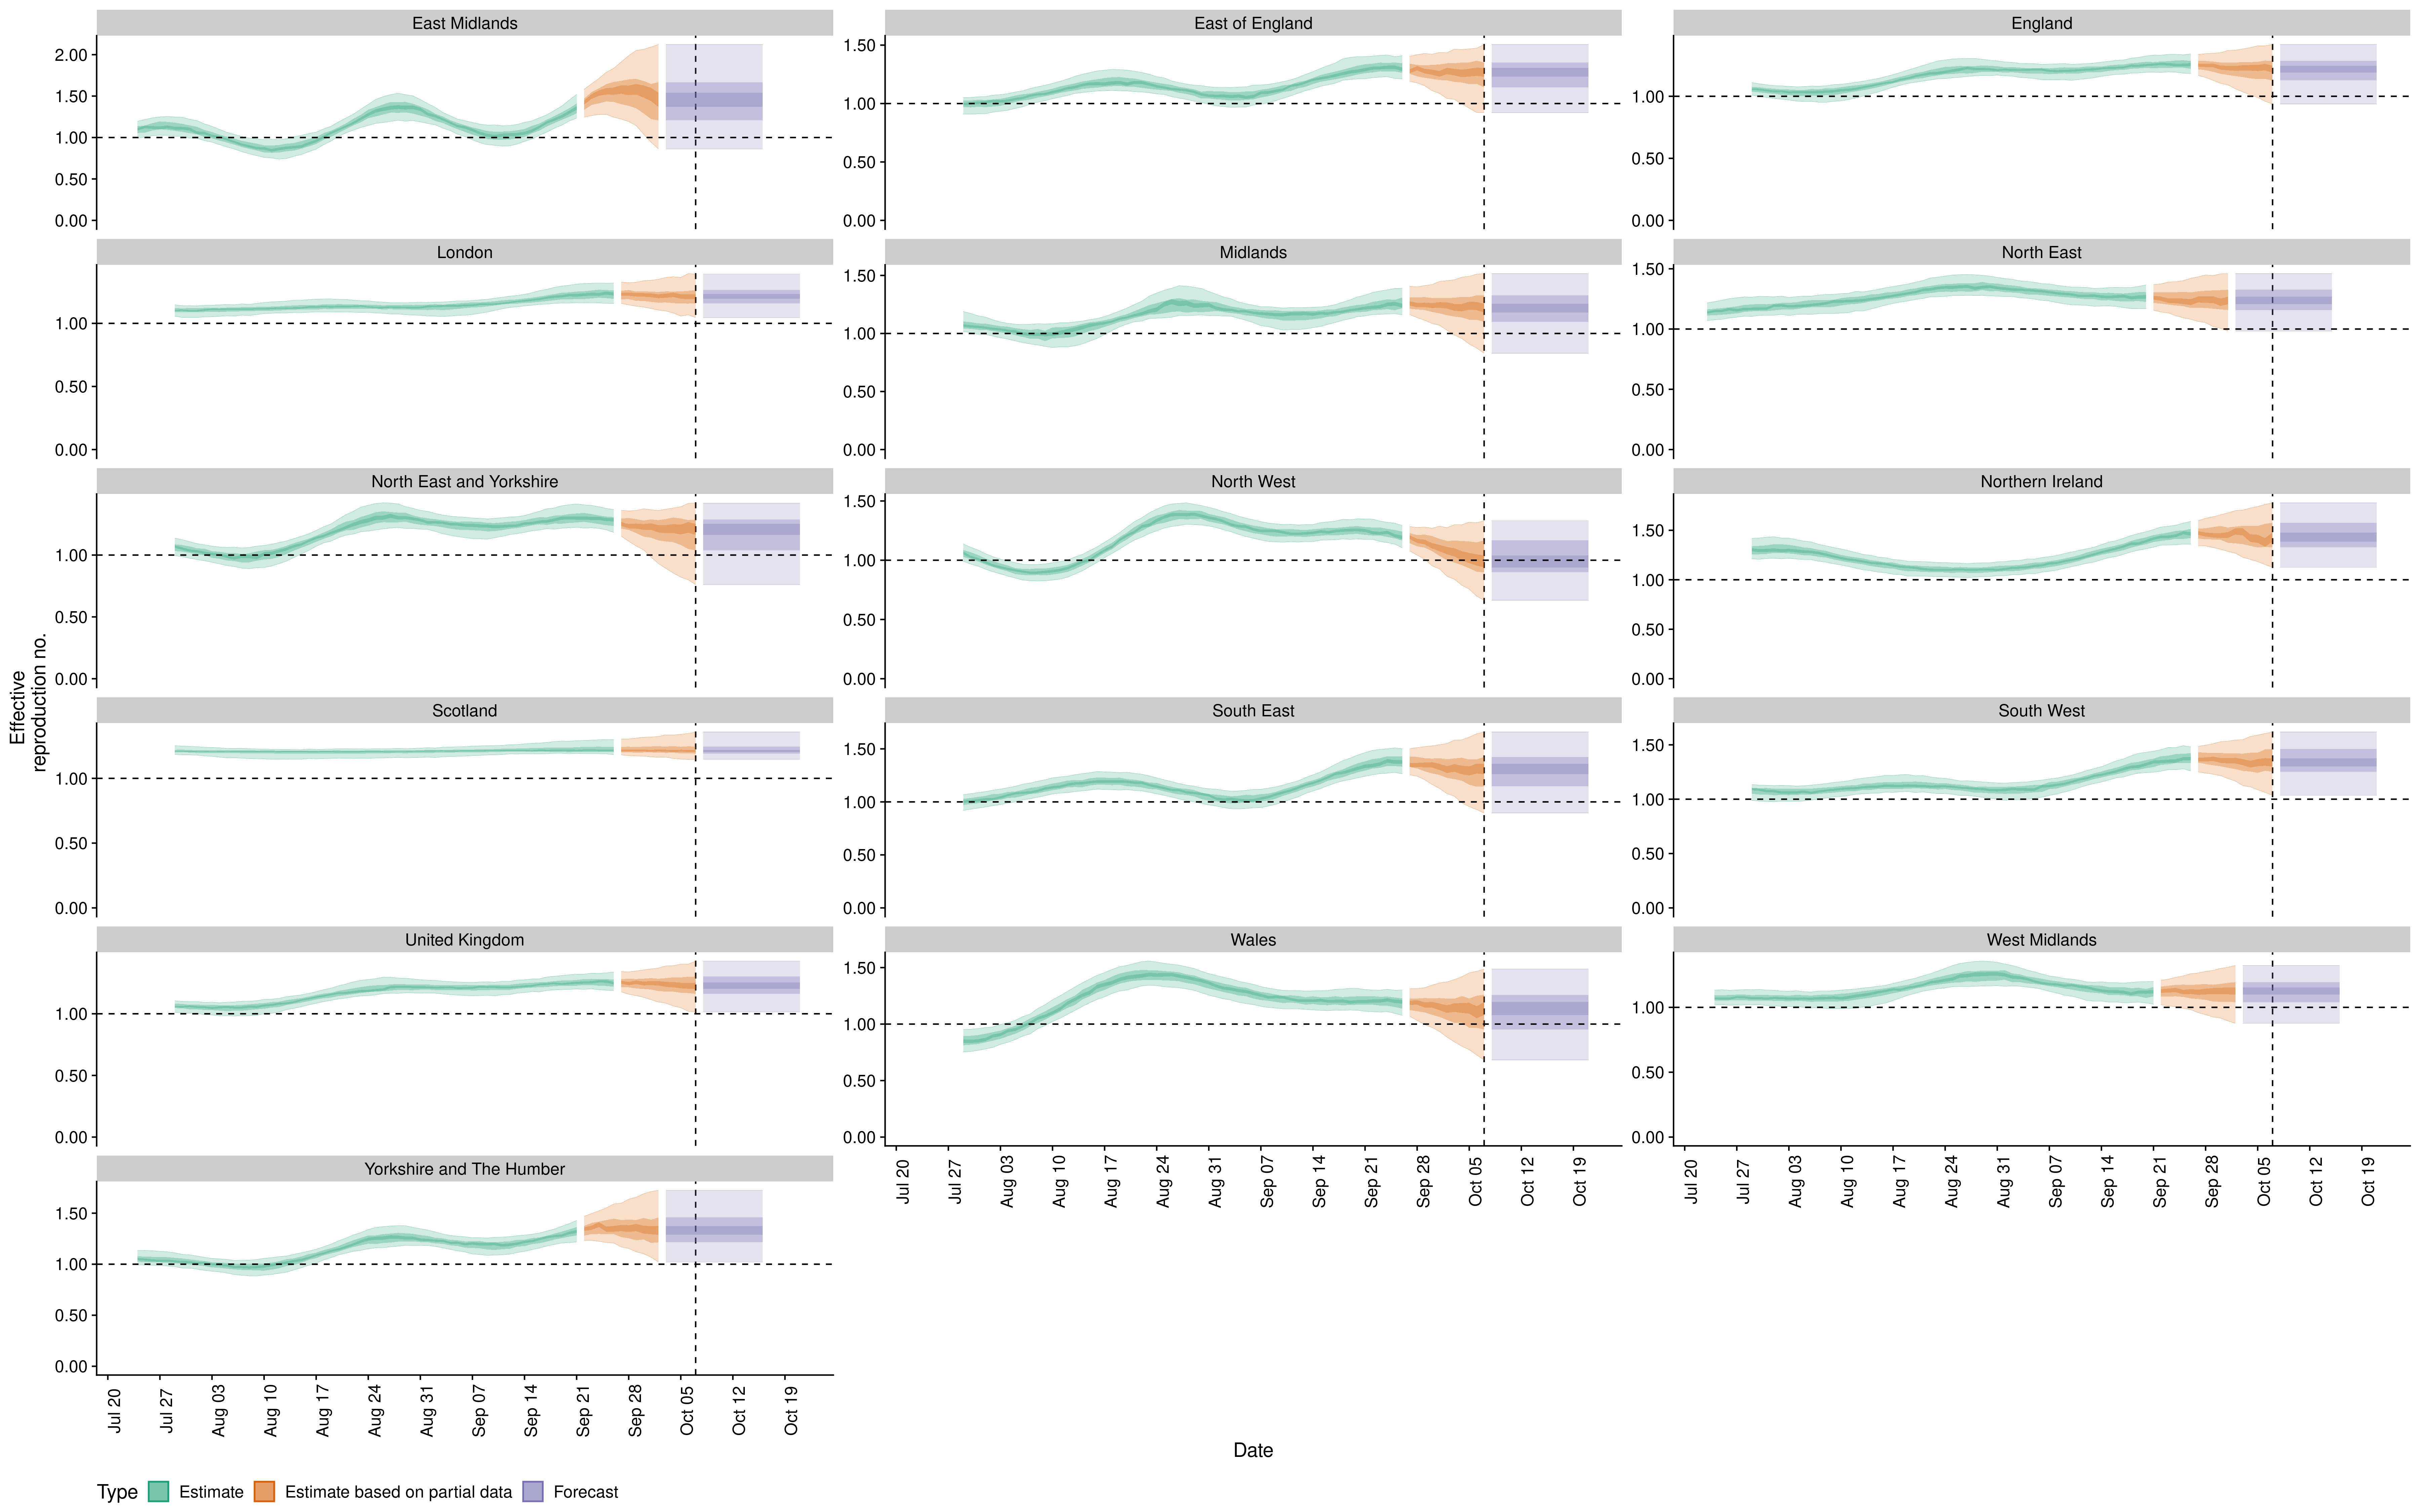 East Midlands
East of England
England
2.00
1.50
1.00
0.50
0.00
1.50
1.00
0.50
0.00
1.00
0.50
0.00
London
Midlands
North East
1.00
0.50
0.00
1.50
1.00
0.50
0.00
1.50
1.00
0.50
0.00
North East and Yorkshire
North West
Northern Ireland
1.00
0.50
0.00
1.50
1.00
0.50
0.00
1.50
1.00
0.50
0.00
Effective
reproduction no.
Scotland
South East
South West
1.00
0.50
0.00
1.50
1.00
0.50
0.00
1.50
1.00
0.50
0.00
United Kingdom
Wales
West Midlands
1.00
0.50
0.00
1.50
1.00
0.50
0.00
1.00
0.50
0.00
Jul 20
Jul 27
Aug 03
Aug 10
Aug 17
Aug 24
Aug 31
Sep 07
Sep 14
Sep 21
Sep 28
Oct 05
Oct 12
Oct 19
Jul 20
Jul 27
Aug 03
Aug 10
Aug 17
Aug 24
Aug 31
Sep 07
Sep 14
Sep 21
Sep 28
Oct 05
Oct 12
Oct 19
Yorkshire and The Humber
1.50
1.00
0.50
0.00
Jul 20
Jul 27
Aug 03
Aug 10
Aug 17
Aug 24
Aug 31
Sep 07
Sep 14
Sep 21
Sep 28
Oct 05
Oct 12
Oct 19
Date
Type Estimate Estimate based on partial data Forecast